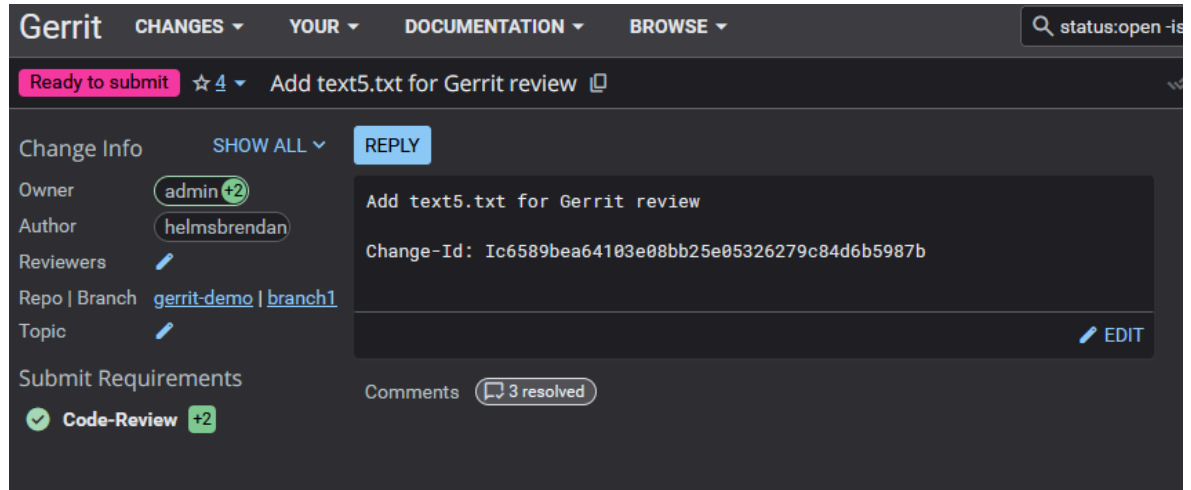 Gerrit CHANGES YOUR DOCUMENTATION BROWSE status:open -is
Ready to submit 4 Add text5.txt for Gerrit review
Change Info SHOW ALL
Owner admin +2
Author helmsbrendan
Reviewers
Repo | Branch gerrit-demo | branch1
Topic
Submit Requirements
Code-Review +2
REPLY
Add text5.txt for Gerrit review
Change-Id: Ic6589bea64103e08bb25e05326279c84d6b5987b
EDIT
Comments 3 resolved